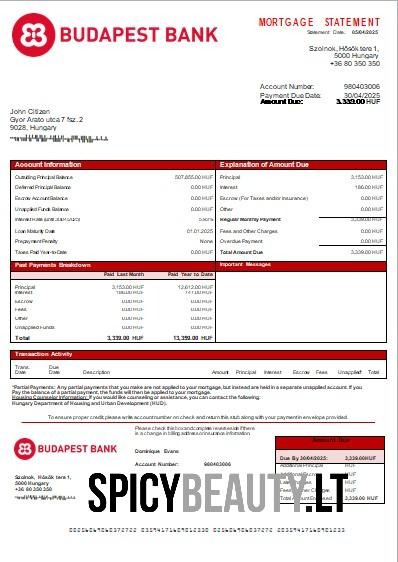 BUDAPEST BANK
MORTGAGE STATEMENT
Statement Date: 05/04/2025
Szolnok, Hősök tere 1,
5000 Hungary
+36 80 350 350
Account Number: 980403006
Payment Due Date: 30/04/2025
Amount Due: 3,339.00 HUF
John Citizen
Gyor Arato utca 7 fsz. 2
9028, Hungary
Account Information
Outstanding Principal Balance 507,655.00 HUF
Deferred Principal Balance 0.00 HUF
Escrow Account Balance 0.00 HUF
Unapplied Funds Balance 0.00 HUF
Interest Rate
Loan Maturity Date 01.01.2025
Prepayment Penalty None
Taxes Paid Year-to-Date 0.00 HUF
Explanation of Amount Due
Principal 3,153.00 HUF
Interest 186.00 HUF
Escrow (For Taxes and/or Insurance) 0.00 HUF
Other 0.00 HUF
Regular Monthly Payment 3,339.00 HUF
Fees and Other Charges 0.00 HUF
Overdue Payment 0.00 HUF
Total Amount Due 3,339.00 HUF
Past Payments Breakdown
Paid Last Month Paid Year to Date
Principal 3,153.00 HUF 12,612.00 HUF
Interest 186.00 HUF
Escrow 0.00 HUF 0.00 HUF
Fees 0.00 HUF 0.00 HUF
Other 0.00 HUF 0.00 HUF
Unapplied Funds 0.00 HUF 0.00 HUF
Total 3,339.00 HUF 13,359.00 HUF
Important Messages
Transaction Activity
Trans. Date Due Date Description Amount Principal Interest Escrow Fees Unapplied* Total
*Partial Payments: Any partial payments that you make are not applied to your mortgage, but instead are held in a separate unapplied account. If you
Pay the balance of a partial payment, the funds will then be applied to your mortgage.
Housing Counselor Information: If you would like counseling or assistance, you can contact the following:
Hungary Department of Housing and Urban Development (HUD).
To ensure proper credit, please write account number on check and return this stub along with your payment in envelope provided.
Please check this box and complete reverse side if there
is a change in billing address or insurance information.
BUDAPEST BANK
Szolnok, Hősök tere 1,
5000 Hungary
+36 80 350 350
Dominique Evans
Account Number: 980403006
Amount Due
Due By 30/04/2025: 3,339.00 HUF
Additional Principal
Additional Escrow
SPICYBEAUTY.LT